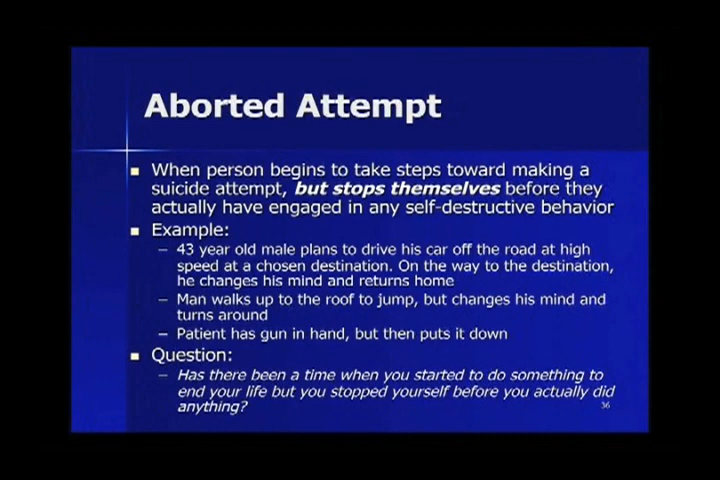 Aborted Attempt
When person begins to take steps toward making a
suicide attempt, but stops themselves before they
actually have engaged in any self-destructive behavior
Example:
– 43 year old male plans to drive his car off the road at high
speed at a chosen destination. On the way to the destination,
he changes his mind and returns home
– Man walks up to the roof to jump, but changes his mind and
turns around
– Patient has gun in hand, but then puts it down
Question:
– Has there been a time when you started to do something to
end your life but you stopped yourself before you actually did
anything?
36